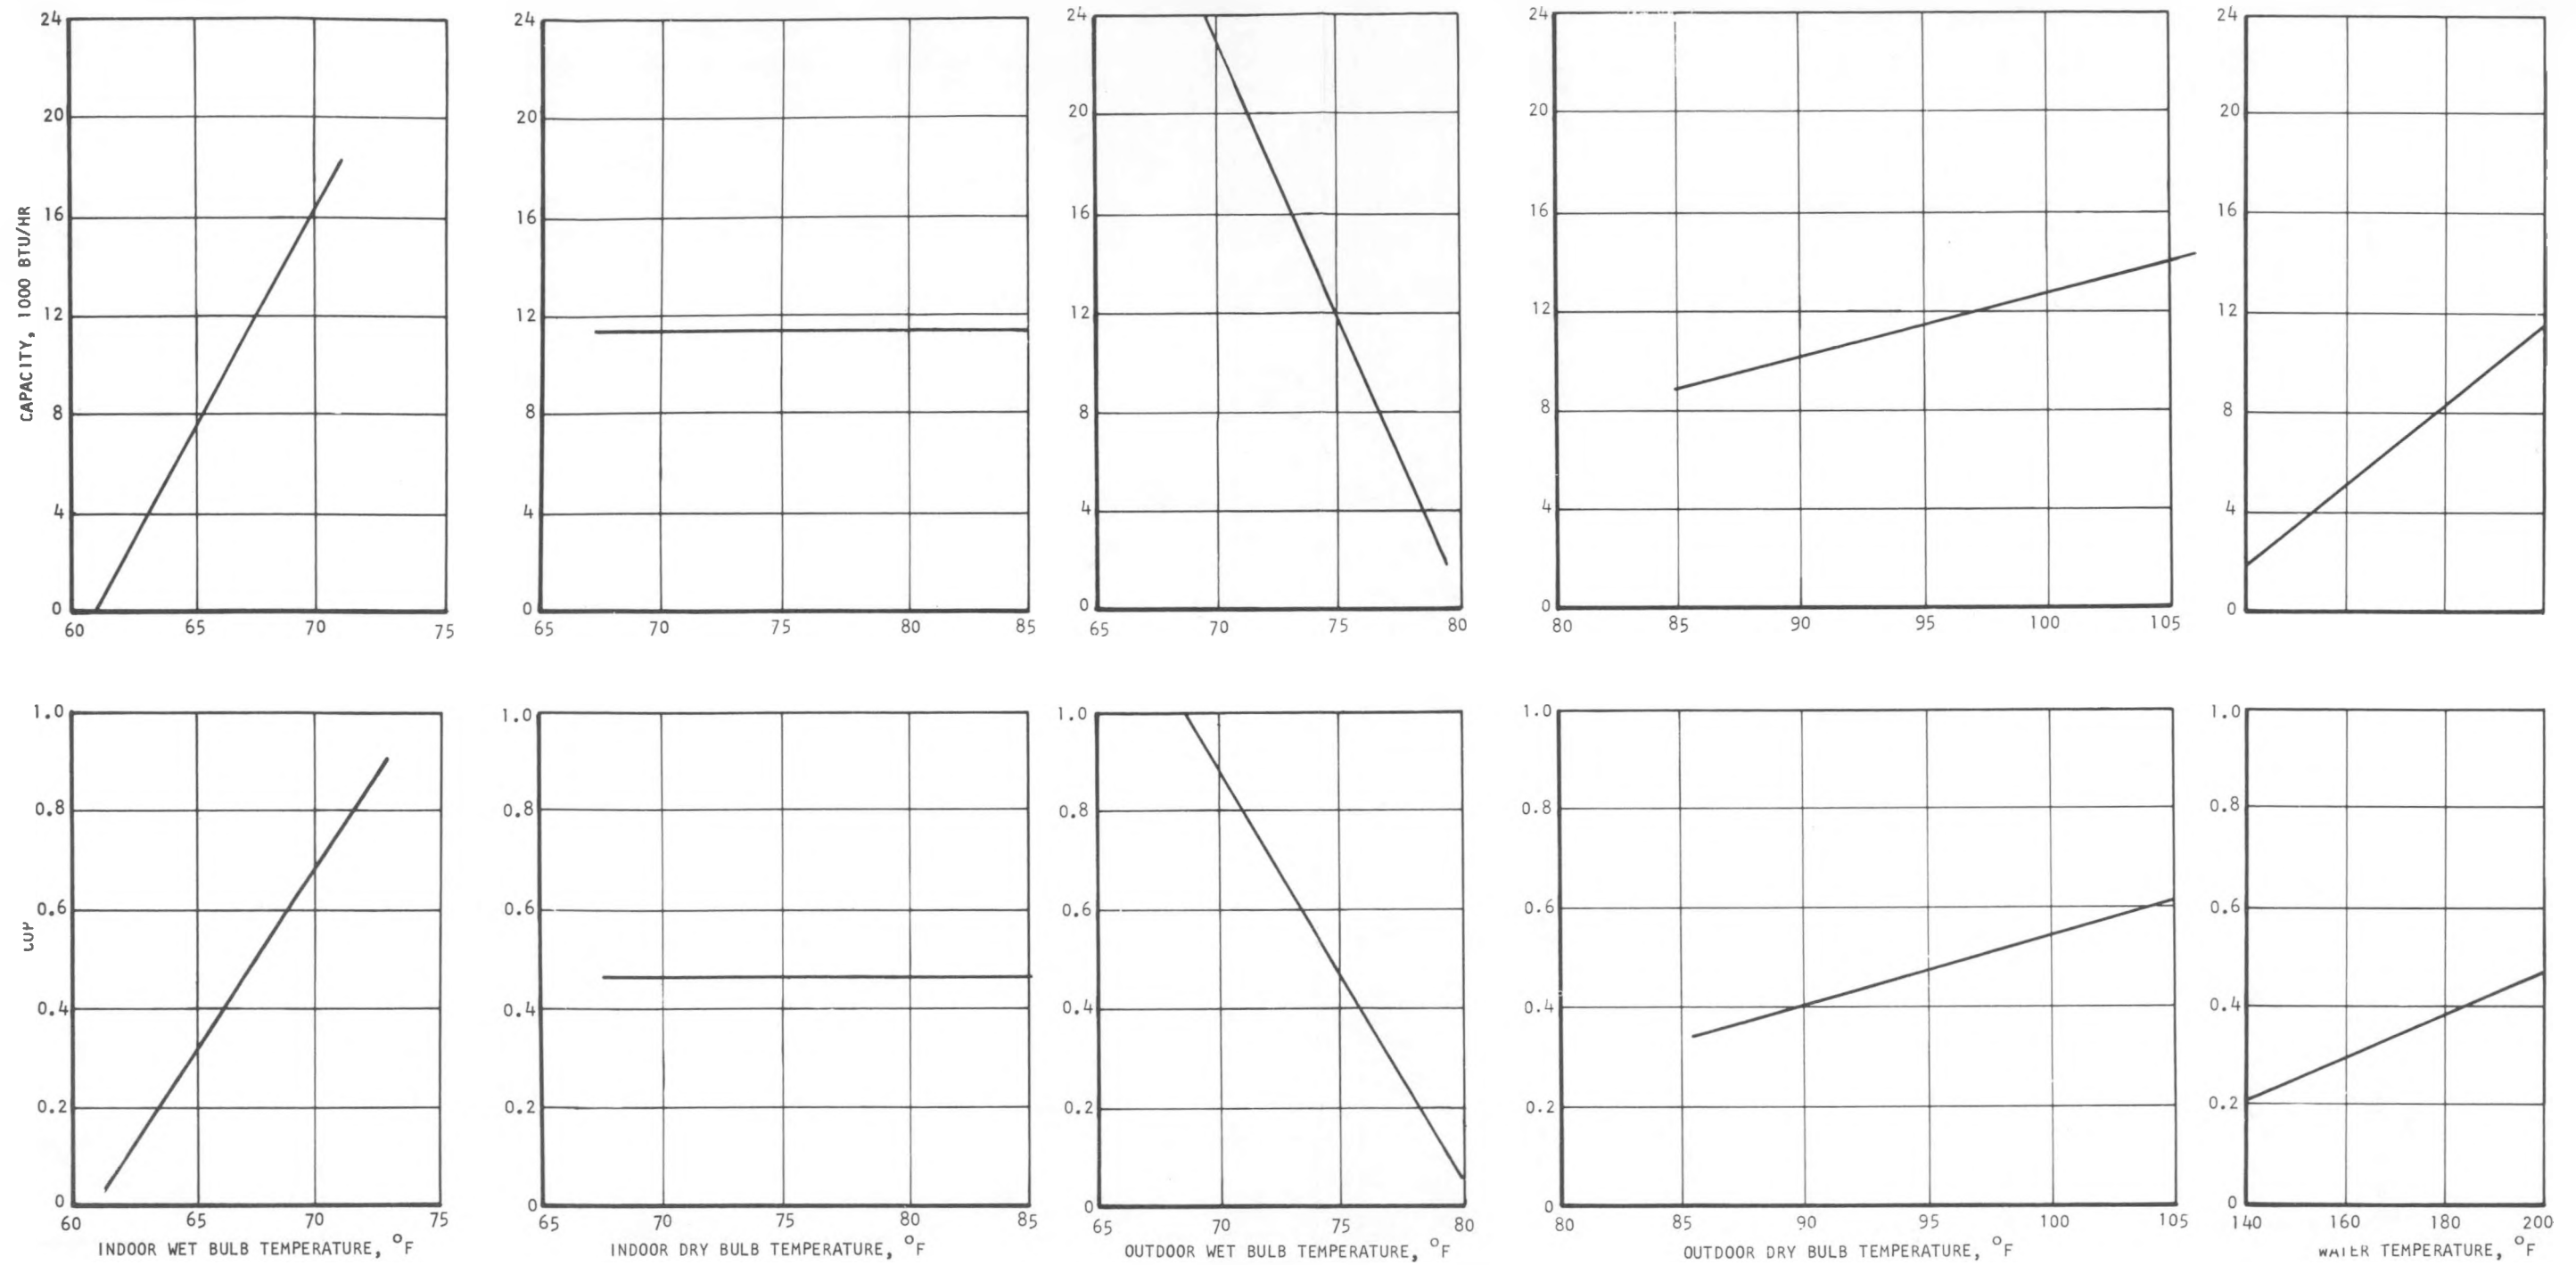 CAPACITY, 1000 BTU/HR
24 20 16 12 8 4 0
60 65 70 75
24 20 16 12 8 4 0
65 70 75 80 85
24 20 16 12 8 4 0
65 70 75 80
24 20 16 12 8 4 0
80 85 90 95 100 105
24 20 16 12 8 4 0
COP
1.0 0.8 0.6 0.4 0.2 0
60 65 70 75
INDOOR WET BULB TEMPERATURE, °F
1.0 0.8 0.6 0.4 0.2 0
65 70 75 80 85
INDOOR DRY BULB TEMPERATURE, °F
1.0 0.8 0.6 0.4 0.2 0
65 70 75 80
OUTDOOR WET BULB TEMPERATURE, °F
1.0 0.8 0.6 0.4 0.2 0
80 85 90 95 100 105
OUTDOOR DRY BULB TEMPERATURE, °F
1.0 0.8 0.6 0.4 0.2 0
140 160 180 200
WATER TEMPERATURE, °F